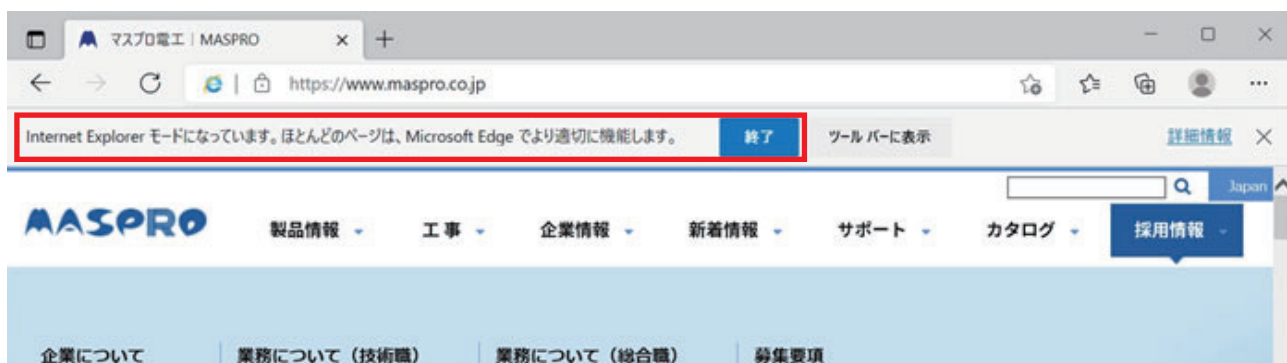 マスプロ電工 | MASPRO
https://www.maspro.co.jp
Internet Explorer モードになっています。ほとんどのページは、Microsoft Edge でより適切に機能します。 終了 ツール バーに表示 詳細情報
Japan
MASPRO 製品情報 工事 企業情報 新着情報 サポート カタログ 採用情報
企業について 業務について（技術職） 業務について（総合職） 募集要項